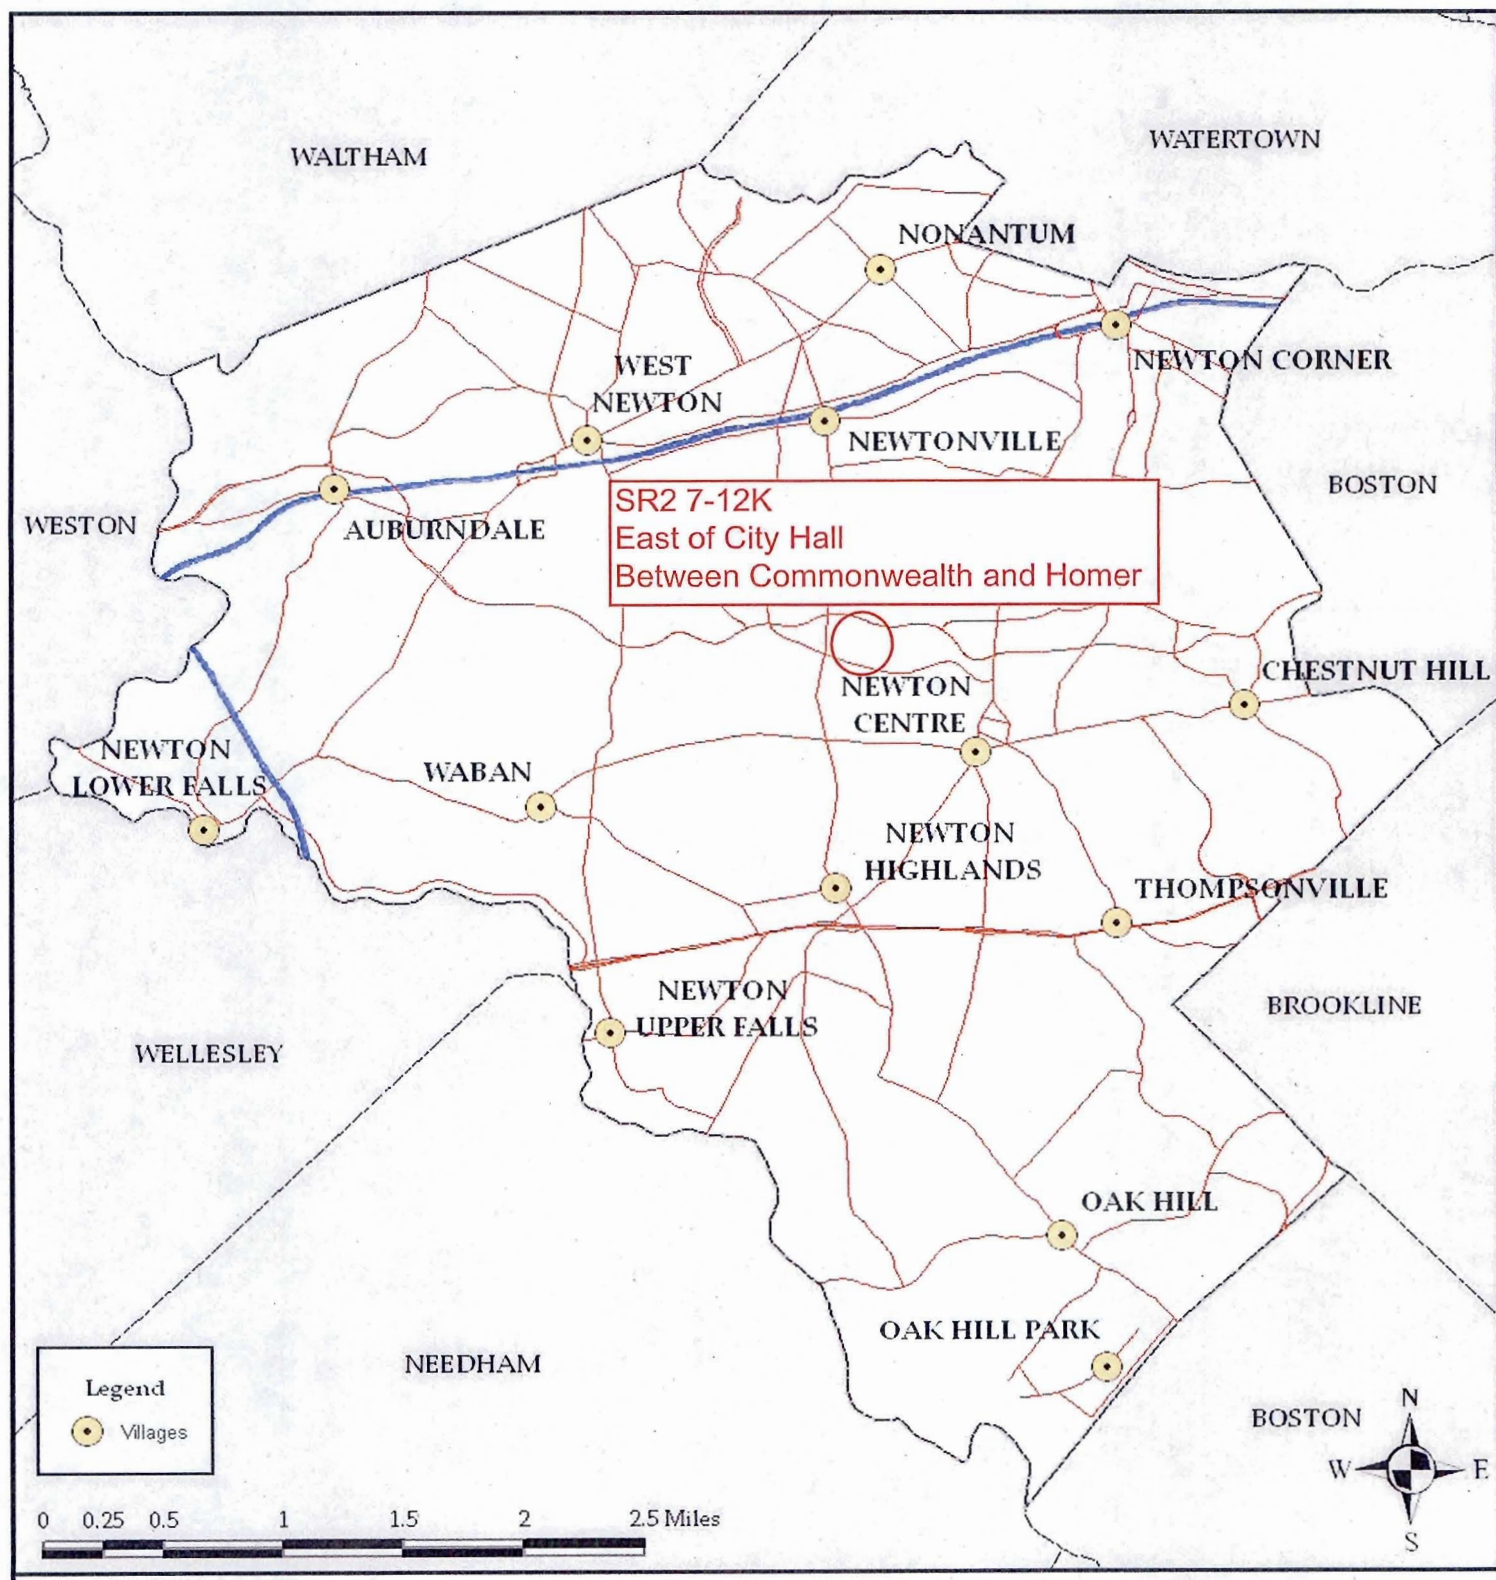 WATERTOWN
WALTHAM
NONANTUM
NEWTON CORNER
WEST
NEWTON
NEWTONVILLE
BOSTON
WESTON
AUBURNDALE
SR2 7-12K
East of City Hall
Between Commonwealth and Homer
CHESTNUT HILL
NEWTON
CENTRE
NEWTON
LOWER FALLS
WABAN
NEWTON
HIGHLANDS
THOMPSONVILLE
NEWTON
UPPER FALLS
BROOKLINE
WELLESLEY
OAK HILL
OAK HILL PARK
NEEDHAM
Legend
Villages
BOSTON
N
W
E
S
0 0.25 0.5 1 1.5 2 2.5 Miles